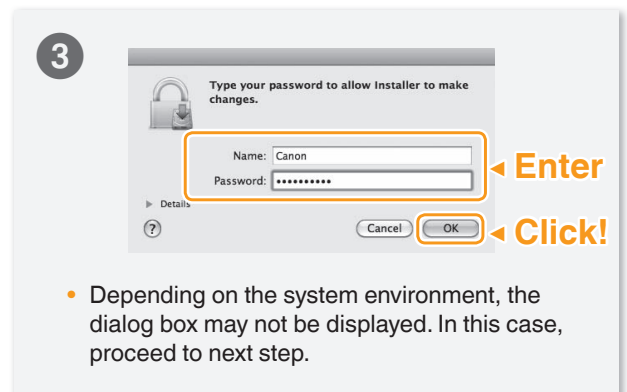 3
Type your password to allow Installer to make
changes.
Name: Canon
Password: ••••••••••
Details
?
Cancel
OK
Enter
Click!
• Depending on the system environment, the
dialog box may not be displayed. In this case,
proceed to next step.